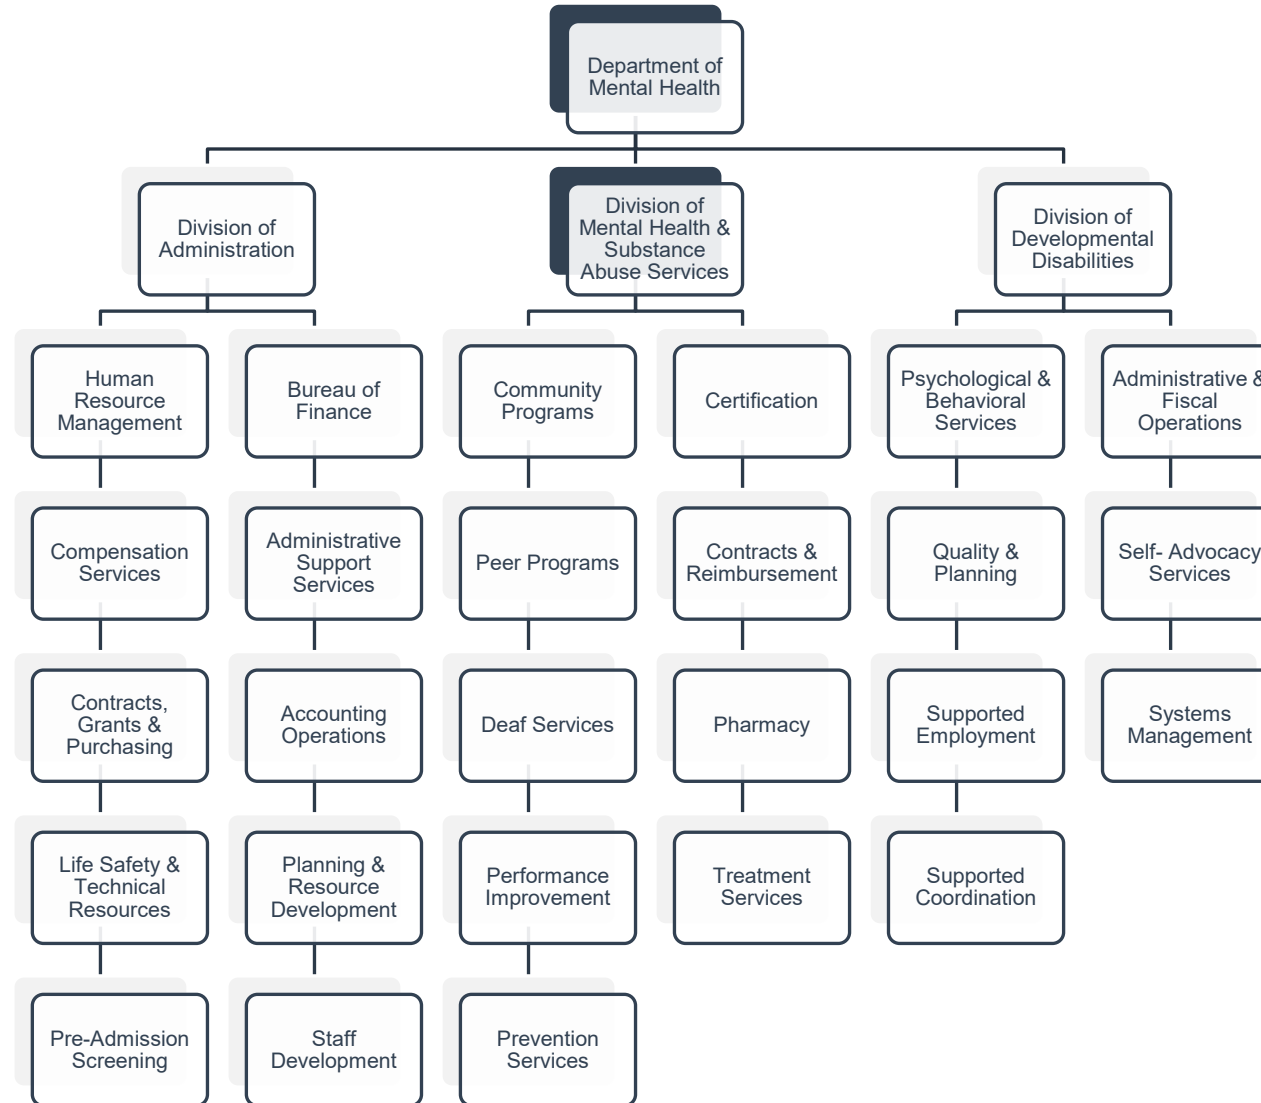 Department of
Mental Health
Division of
Administration
Division of
Mental Health &
Substance
Abuse Services
Division of
Developmental
Disabilities
Human
Resource
Management
Bureau of
Finance
Community
Programs
Certification
Psychological &
Behavioral
Services
Administrative &
Fiscal
Operations
Compensation
Services
Administrative
Support
Services
Peer Programs
Contracts &
Reimbursement
Quality &
Planning
Self- Advocacy
Services
Contracts,
Grants &
Purchasing
Accounting
Operations
Deaf Services
Pharmacy
Supported
Employment
Systems
Management
Life Safety &
Technical
Resources
Planning &
Resource
Development
Performance
Improvement
Treatment
Services
Supported
Coordination
Pre-Admission
Screening
Staff
Development
Prevention
Services